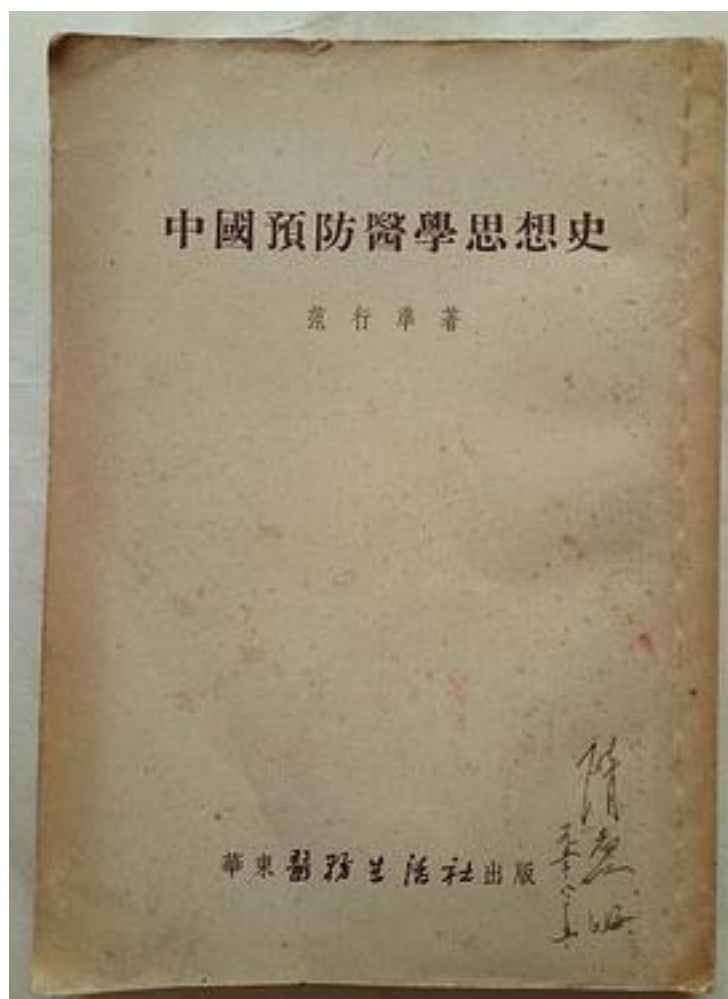 中國預防醫學思想史
范行準著
華東醫務生活社出版